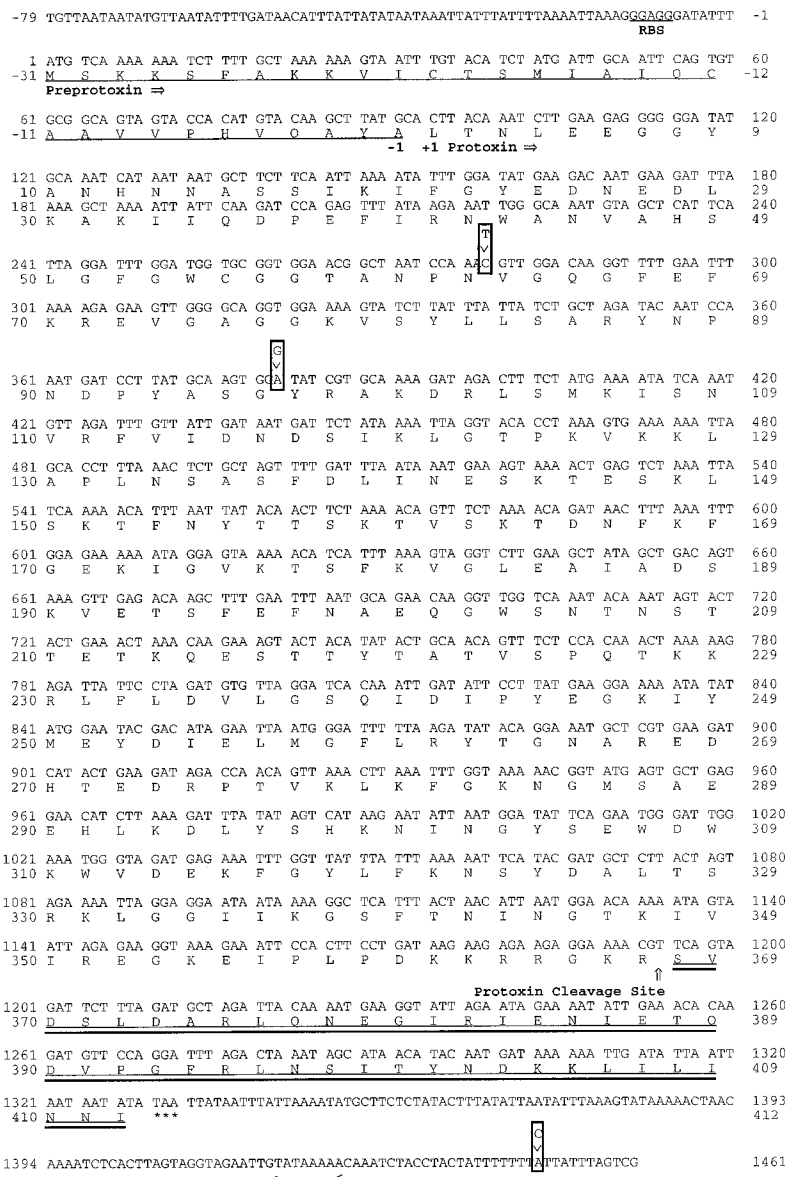 -79 TGTTAATAATATGTTAATATTTTGATAACATTTATTATATAATAAATTATTTATTTTAAAATTAAAGGGAGGGATATTT -1
RBS
1 ATG TCA AAA AAA TCT TTT GCT AAA AAA GTA ATT TGT ACA TCT ATG ATT GCA ATT CAG TGT 60
-31 M S K K S F A K K V I C T S M I A I Q C -12
Preprotoxin ⇒
61 GCG GCA GTA GTA CCA CAT GTA CAA GCT TAT GCA CTT ACA AAT CTT GAA GAG GGG GGA TAT 120
-11 A A V V P H V Q A Y A L T N L E E G G Y 9
-1 +1 Protoxin ⇒
121 GCA AAT CAT AAT AAT GCT TCT TCA ATT AAA ATA TTT GGA TAT GAA GAC AAT GAA GAT TTA 180
10 A N H N N A S S I K I F G Y E D N E D L 29
181 AAA GCT AAA ATT ATT CAA GAT CCA GAG TTT ATA AGA AAT TGG GCA AAT GTA GCT CAT TCA 240
30 K A K I I Q D P E F I R N W A N V A H S 49
T
v
241 TTA GGA TTT GGA TGG TGC GGT GGA ACG GCT AAT CCA AAC GTT GGA CAA GGT TTT GAA TTT 300
50 L G F G W C G G T A N P N V G Q G F E F 69
301 AAA AGA GAA GTT GGG GCA GGT GGA AAA GTA TCT TAT TTA TTA TCT GCT AGA TAC AAT CCA 360
70 K R E V G A G G K V S Y L L S A R Y N P 89
G
v
361 AAT GAT CCT TAT GCA AGT GGA TAT CGT GCA AAA GAT AGA CTT TCT ATG AAA ATA TCA AAT 420
90 N D P Y A S G Y R A K D R L S M K I S N 109
421 GTT AGA TTT GTT ATT GAT AAT GAT TCT ATA AAA TTA GGT ACA CCT AAA GTG AAA AAA TTA 480
110 V R F V I D N D S I K L G T P K V K K L 129
481 GCA CCT TTA AAC TCT GCT AGT TTT GAT TTA ATA AAT GAA AGT AAA ACT GAG TCT AAA TTA 540
130 A P L N S A S F D L I N E S K T E S K L 149
541 TCA AAA ACA TTT AAT TAT ACA ACT TCT AAA ACA GTT TCT AAA ACA GAT AAC TTT AAA TTT 600
150 S K T F N Y T T S K T V S K T D N F K F 169
601 GGA GAA AAA ATA GGA GTA AAA ACA TCA TTT AAA GTA GGT CTT GAA GCT ATA GCT GAC AGT 660
170 G E K I G V K T S F K V G L E A I A D S 189
661 AAA GTT GAG ACA AGC TTT GAA TTT AAT GCA GAA CAA GGT TGG TCA AAT ACA AAT AGT ACT 720
190 K V E T S F E F N A E Q G W S N T N S T 209
721 ACT GAA ACT AAA CAA GAA AGT ACT ACA TAT ACT GCA ACA GTT TCT CCA CAA ACT AAA AAG 780
210 T E T K Q E S T T Y T A T V S P Q T K K 229
781 AGA TTA TTC CTA GAT GTG TTA GGA TCA CAA ATT GAT ATT CCT TAT GAA GGA AAA ATA TAT 840
230 R L F L D V L G S Q I D I P Y E G K I Y 249
841 ATG GAA TAC GAC ATA GAA TTA ATG GGA TTT TTA AGA TAT ACA GGA AAT GCT CGT GAA GAT 900
250 M E Y D I E L M G F L R Y T G N A R E D 269
901 CAT ACT GAA GAT AGA CCA ACA GTT AAA CTT AAA TTT GGT AAA AAC GGT ATG AGT GCT GAG 960
270 H T E D R P T V K L K F G K N G M S A E 289
961 GAA CAT CTT AAA GAT TTA TAT AGT CAT AAG AAT ATT AAT GGA TAT TCA GAA TGG GAT TGG 1020
290 E H L K D L Y S H K N I N G Y S E W D W 309
1021 AAA TGG GTA GAT GAG AAA TTT GGT TAT TTA TTT AAA AAT TCA TAC GAT GCT CTT ACT AGT 1080
310 K W V D E K F G Y L F K N S Y D A L T S 329
1081 AGA AAA TTA GGA GGA ATA ATA AAA GGC TCA TTT ACT AAC ATT AAT GGA ACA AAA ATA GTA 1140
330 R K L G G I I K G S F T N I N G T K I V 349
1141 ATT AGA GAA GGT AAA GAA ATT CCA CTT CCT GAT AAG AAG AGA AGA GGA AAA CGT TCA GTA 1200
350 I R E G K E I P L P D K K R R G K R S V 369
⇑
Protoxin Cleavage Site
1201 GAT TCT TTA GAT GCT AGA TTA CAA AAT GAA GGT ATT AGA ATA GAA AAT ATT GAA ACA CAA 1260
370 D S L D A R L Q N E G I R I E N I E T Q 389
1261 GAT GTT CCA GGA TTT AGA CTA AAT AGC ATA ACA TAC AAT GAT AAA AAA TTG ATA TTA ATT 1320
390 D V P G F R L N S I T Y N D K K L I L I 409
1321 AAT AAT ATA TAA TTATAATTTATTAAAATATGCTTCTCTATACTTTATATTAATATTTAAAGTATAAAAACTAAC 1393
410 N N I *** 412
C
v
1394 AAAATCTCACTTAGTAGGTAGAATTGTATAAAAACAAATCTACCTACTATTTTTTTATTATTTAGTCG 1461